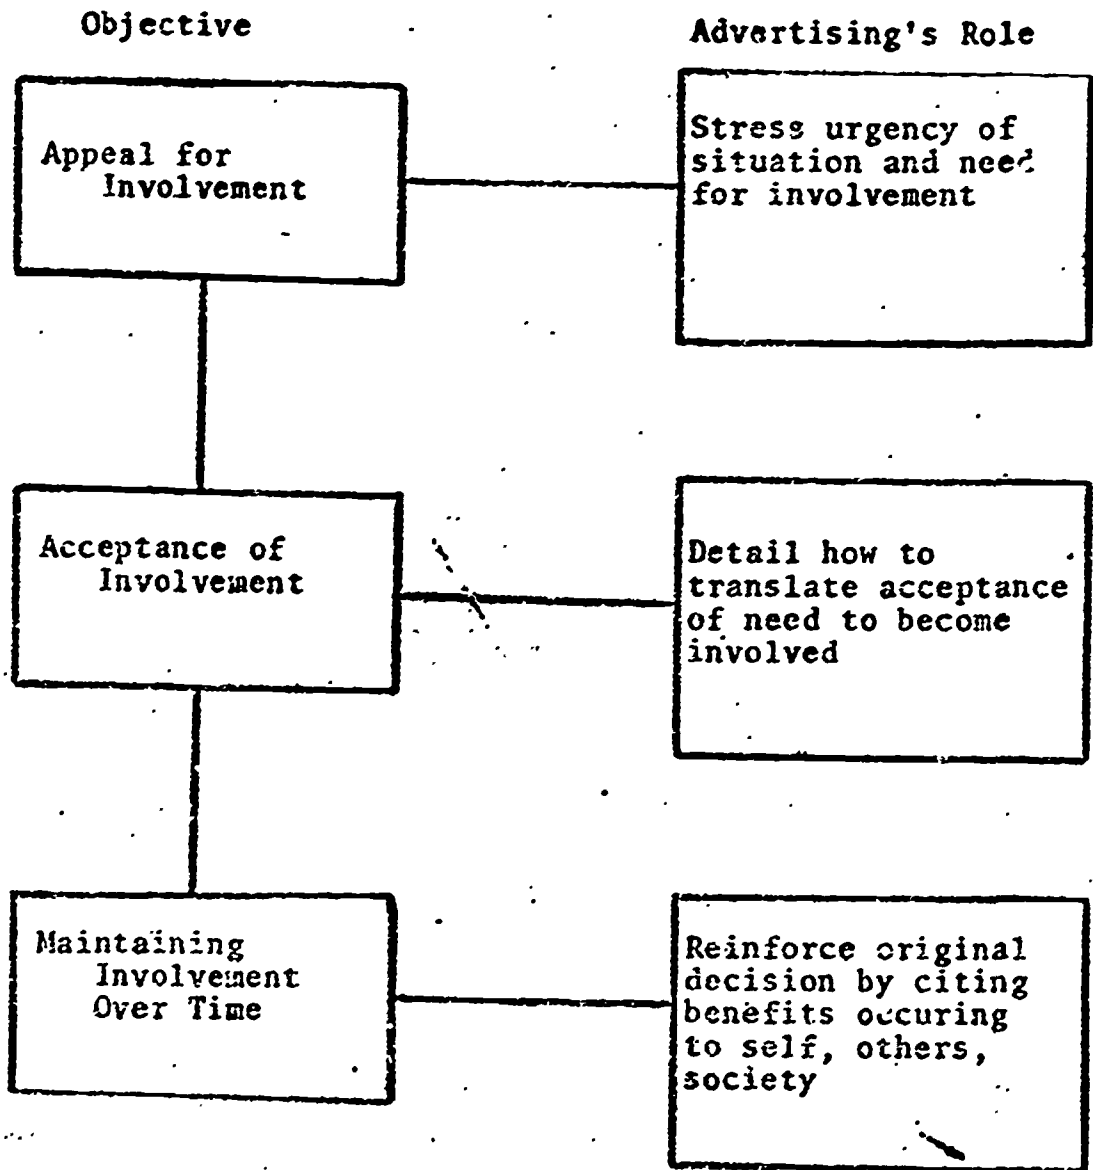 Objective
Advertising's Role
Appeal for
Involvement
Stress urgency of
situation and need
for involvement
Acceptance of
Involvement
Detail how to
translate acceptance
of need to become
involved
Maintaining
Involvement
Over Time
Reinforce original
decision by citing
benefits occuring
to self, others,
society